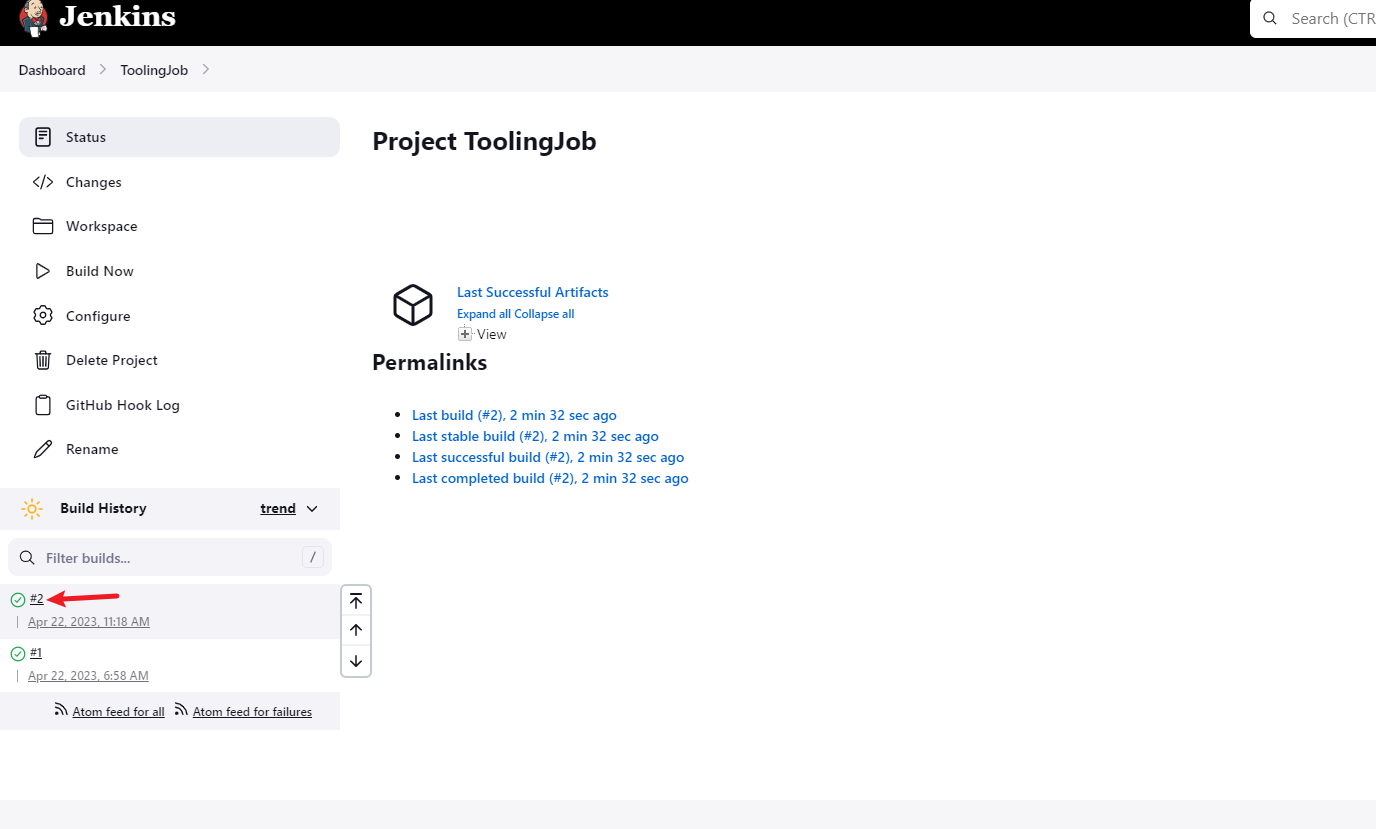 Jenkins
Search (CTR
Dashboard
ToolingJob
Status
Changes
Workspace
Build Now
Configure
Delete Project
GitHub Hook Log
Rename
Build History
trend
Filter builds...
/
#2
Apr 22, 2023, 11:18 AM
#1
Apr 22, 2023, 6:58 AM
Atom feed for all
Atom feed for failures
Project ToolingJob
Last Successful Artifacts
Expand all Collapse all
View
Permalinks
Last build (#2), 2 min 32 sec ago
Last stable build (#2), 2 min 32 sec ago
Last successful build (#2), 2 min 32 sec ago
Last completed build (#2), 2 min 32 sec ago